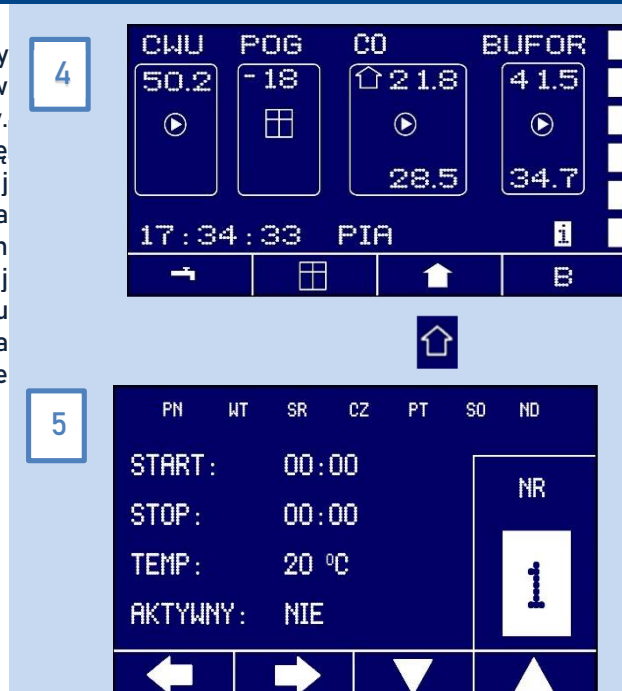 4
CWU POG CO BUFOR
50.2 -18 21.8 41.5
28.5 34.7
17:34:33 PIA i
B
5
PN WT SR CZ PT SO ND
START: 00:00
STOP: 00:00
TEMP: 20 ºC
AKTYWNY: NIE
NR
1